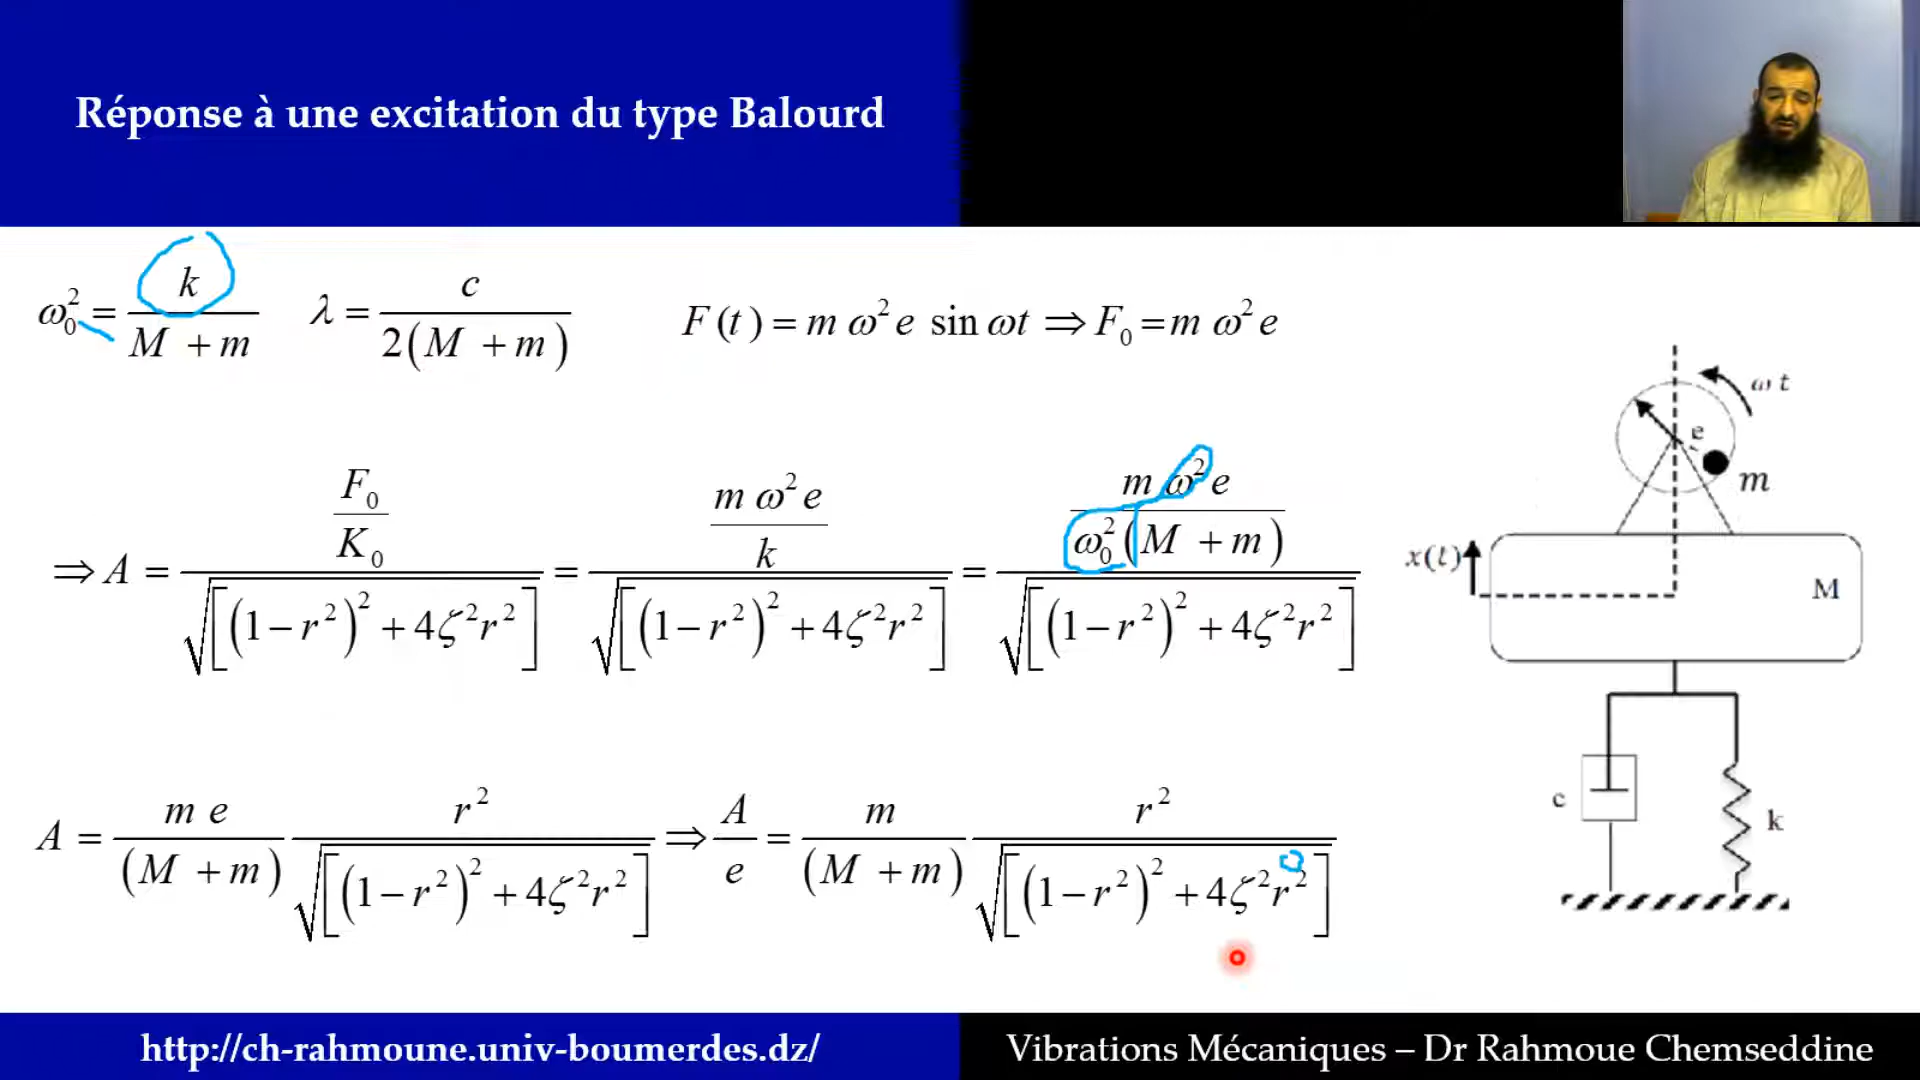 Réponse à une excitation du type Balourd
ω₀² = k / (M + m)   λ = c / 2(M + m)   F(t) = m ω² e sin ωt ⇒ F₀ = m ω² e
⇒ A = (F₀ / K₀) / √[(1 − r²)² + 4ζ²r²] = (m ω² e / k) / √[(1 − r²)² + 4ζ²r²] = (m ω² e / ω₀²(M + m)) / √[(1 − r²)² + 4ζ²r²]
A = m e / (M + m) r² / √[(1 − r²)² + 4ζ²r²] ⇒ A / e = m / (M + m) r² / √[(1 − r²)² + 4ζ²r²]
ω t
e
m
x(t)
M
c
k
http://ch-rahmoune.univ-boumerdes.dz/
Vibrations Mécaniques – Dr Rahmoue Chemseddine